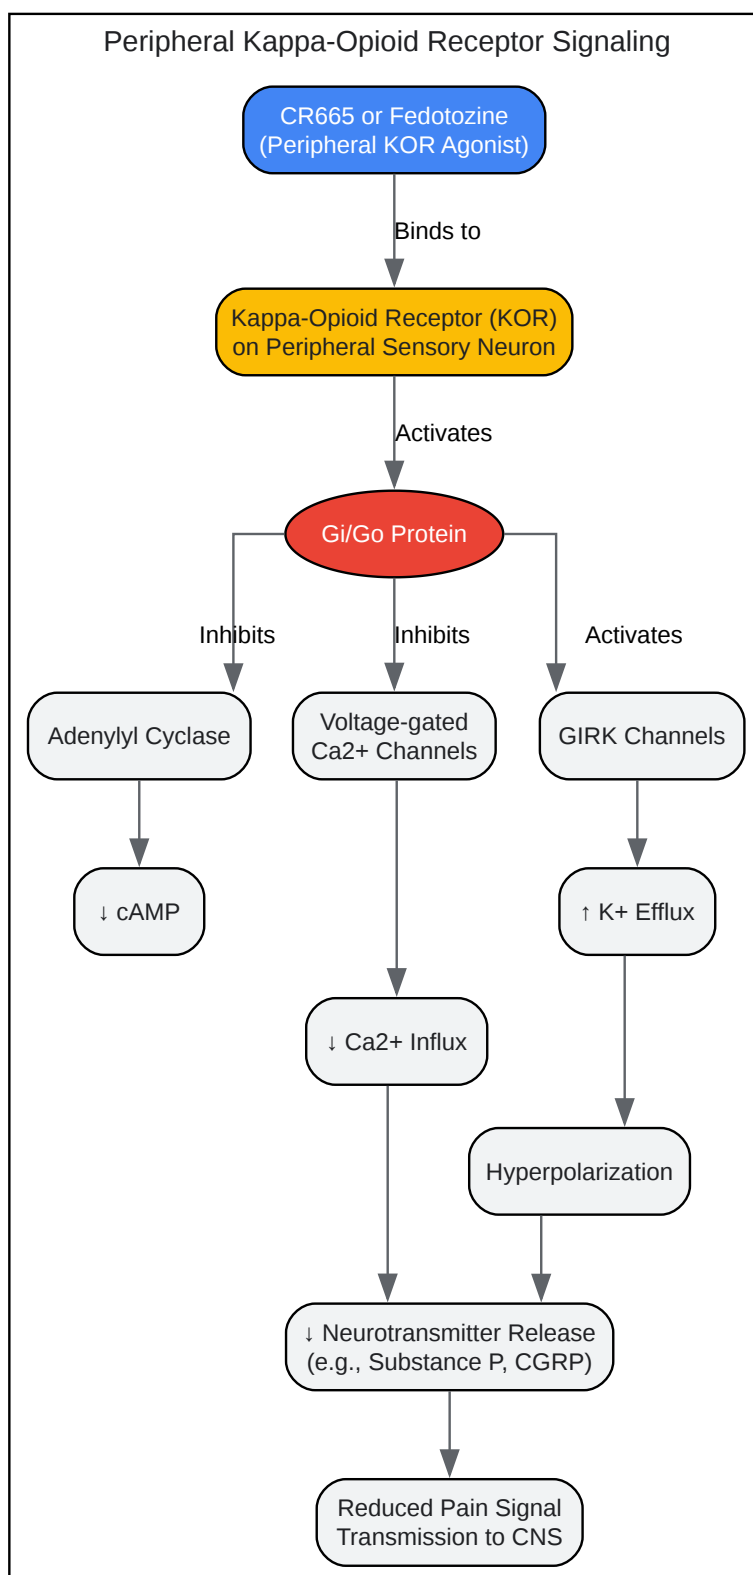 Peripheral Kappa-Opioid Receptor Signaling
CR665 or Fedotozine
(Peripheral KOR Agonist)
Binds to
Kappa-Opioid Receptor (KOR)
on Peripheral Sensory Neuron
Activates
Gi/Go Protein
Inhibits
Inhibits
Activates
Adenylyl Cyclase
Voltage-gated
Ca2+ Channels
GIRK Channels
↓ cAMP
↑ K+ Efflux
↓ Ca2+ Influx
Hyperpolarization
↓ Neurotransmitter Release
(e.g., Substance P, CGRP)
Reduced Pain Signal
Transmission to CNS